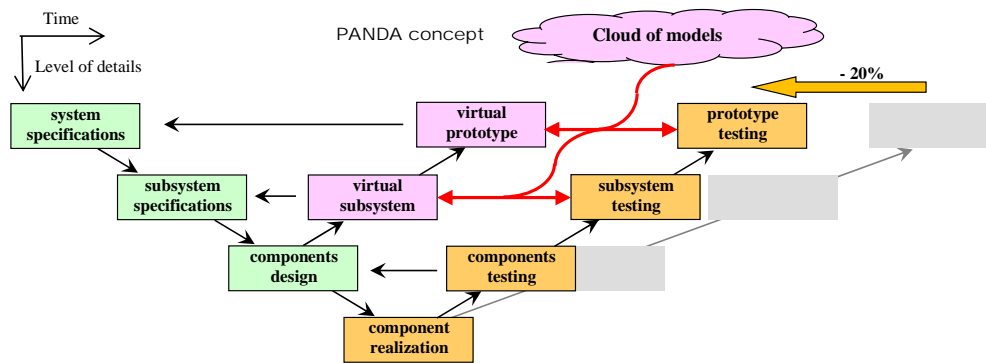 Time
PANDA concept
Cloud of models
Level of details
- 20%
system
specifications
virtual
prototype
prototype
testing
subsystem
specifications
virtual
subsystem
subsystem
testing
components
design
components
testing
component
realization